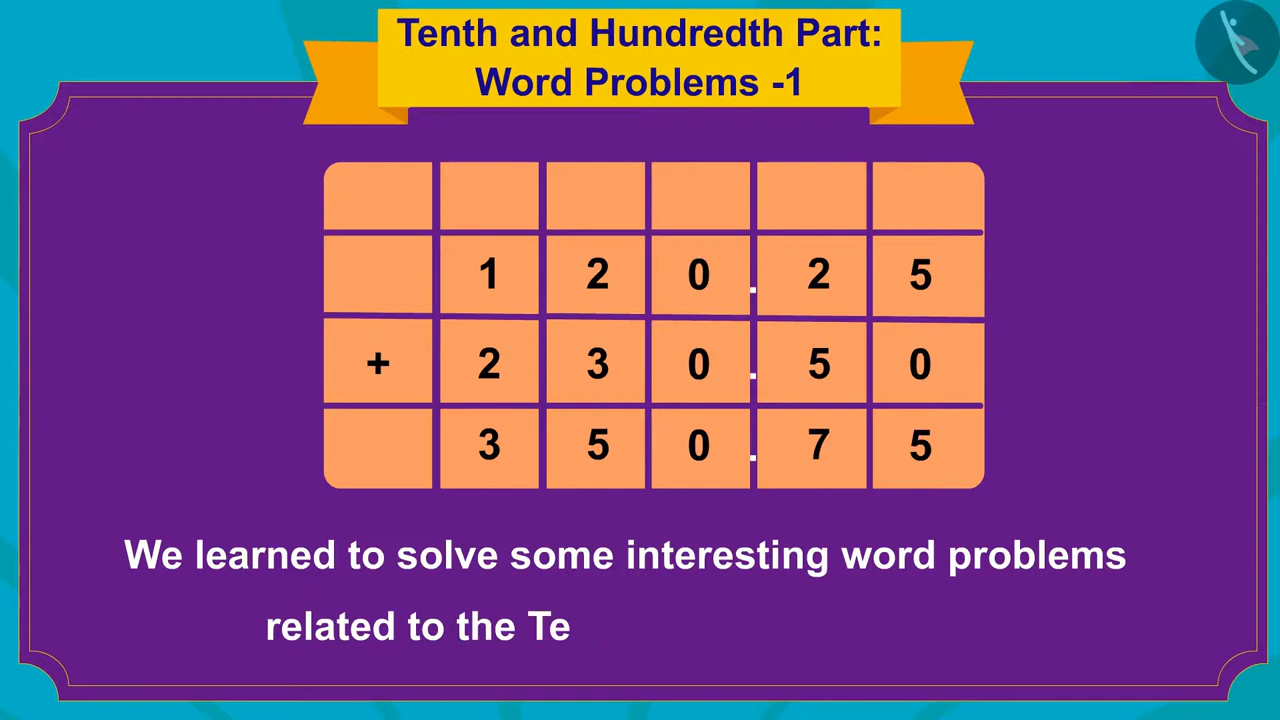 Tenth and Hundredth Part:
Word Problems -1
1 2 0 . 2 5
+ 2 3 0 . 5 0
3 5 0 . 7 5
We learned to solve some interesting word problems
related to the Te